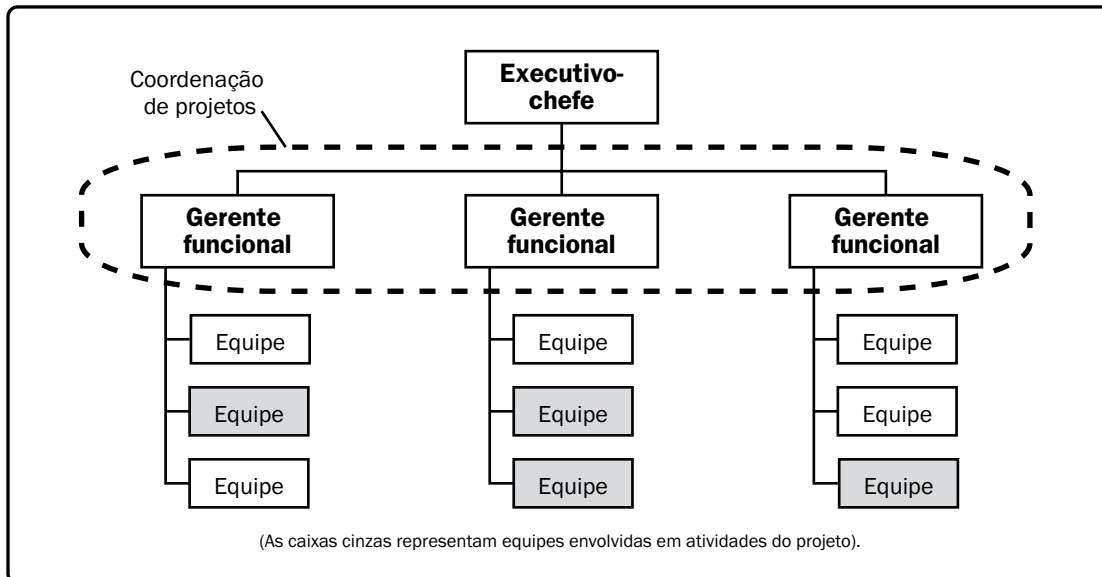 Coordenação
de projetos
Executivo-
chefe
Gerente
funcional
Gerente
funcional
Gerente
funcional
Equipe
Equipe
Equipe
Equipe
Equipe
Equipe
Equipe
Equipe
Equipe
(As caixas cinzas representam equipes envolvidas em atividades do projeto).